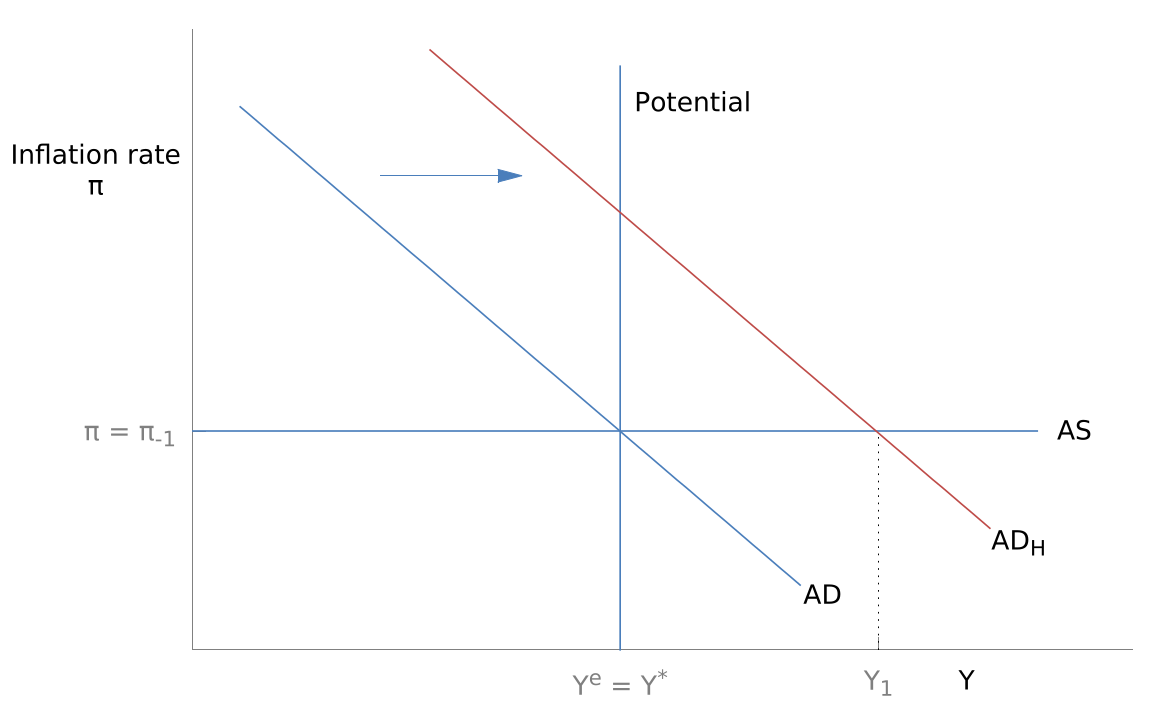 Potential
Inflation rate
π
π = π-1
AS
ADH
AD
Ye = Y*
Y1
Y